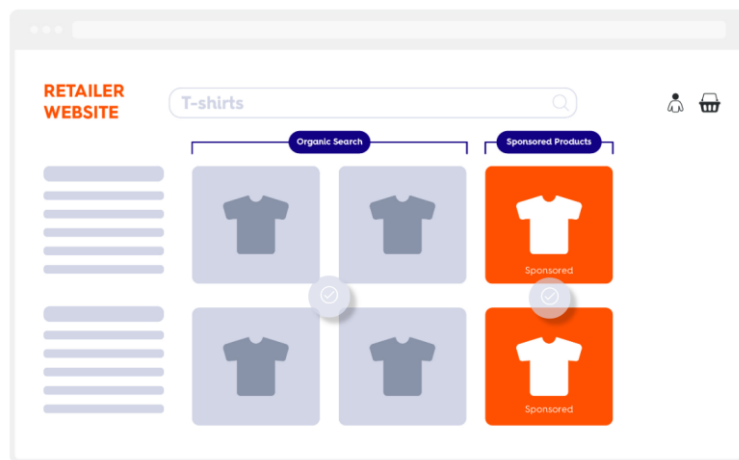 RETAILER
WEBSITE
T-shirts
Organic Search
Sponsored Products
Sponsored
Sponsored